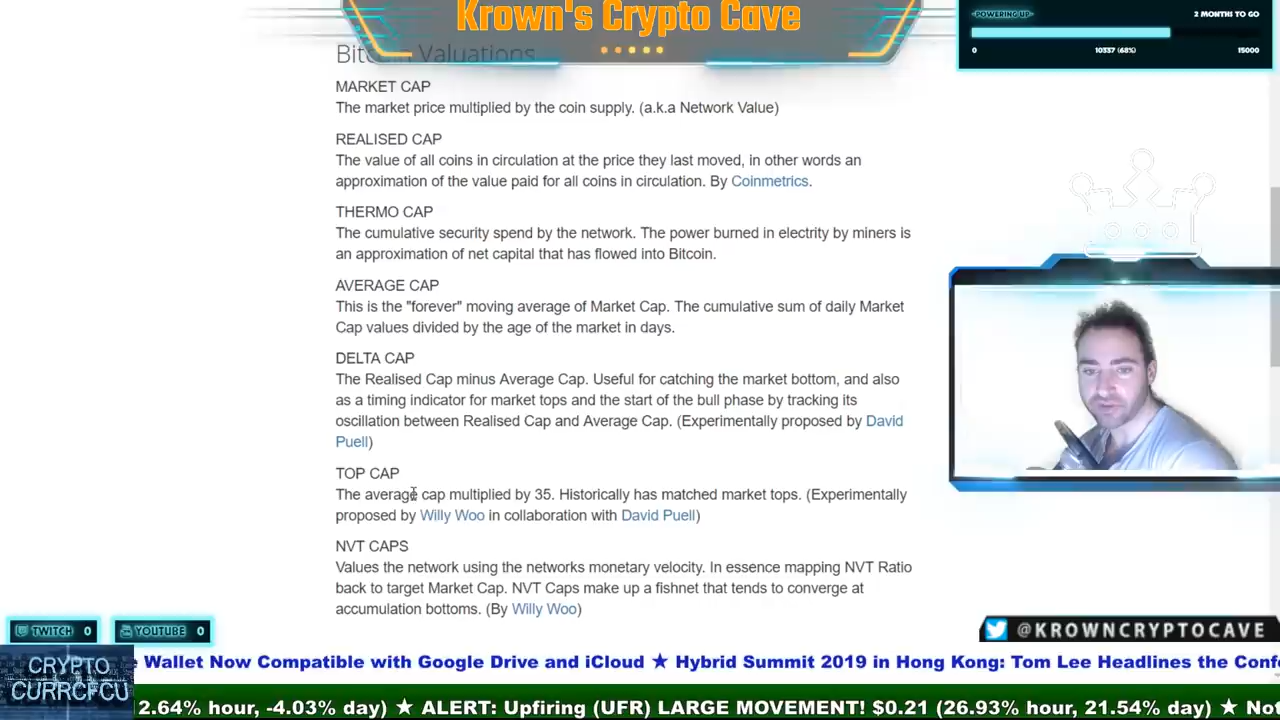 Krown's Crypto Cave
-POWERING UP-
2 MONTHS TO GO
0
10337 (68%)
15000
Bitcoin Valuations
MARKET CAP
The market price multiplied by the coin supply. (a.k.a Network Value)
REALISED CAP
The value of all coins in circulation at the price they last moved, in other words an
approximation of the value paid for all coins in circulation. By Coinmetrics.
THERMO CAP
The cumulative security spend by the network. The power burned in electrity by miners is
an approximation of net capital that has flowed into Bitcoin.
AVERAGE CAP
This is the "forever" moving average of Market Cap. The cumulative sum of daily Market
Cap values divided by the age of the market in days.
DELTA CAP
The Realised Cap minus Average Cap. Useful for catching the market bottom, and also
as a timing indicator for market tops and the start of the bull phase by tracking its
oscillation between Realised Cap and Average Cap. (Experimentally proposed by David
Puell)
TOP CAP
The average cap multiplied by 35. Historically has matched market tops. (Experimentally
proposed by Willy Woo in collaboration with David Puell)
NVT CAPS
Values the network using the networks monetary velocity. In essence mapping NVT Ratio
back to target Market Cap. NVT Caps make up a fishnet that tends to converge at
accumulation bottoms. (By Willy Woo)
TWITCH 0
YOUTUBE 0
@KROWNCRYPTOCAVE
CRYPTO
Wallet Now Compatible with Google Drive and iCloud ★ Hybrid Summit 2019 in Hong Kong: Tom Lee Headlines the
2.64% hour, -4.03% day) ★ ALERT: Upfiring (UFR) LARGE MOVEMENT! $0.21 (26.93% hour, 21.54% day) ★